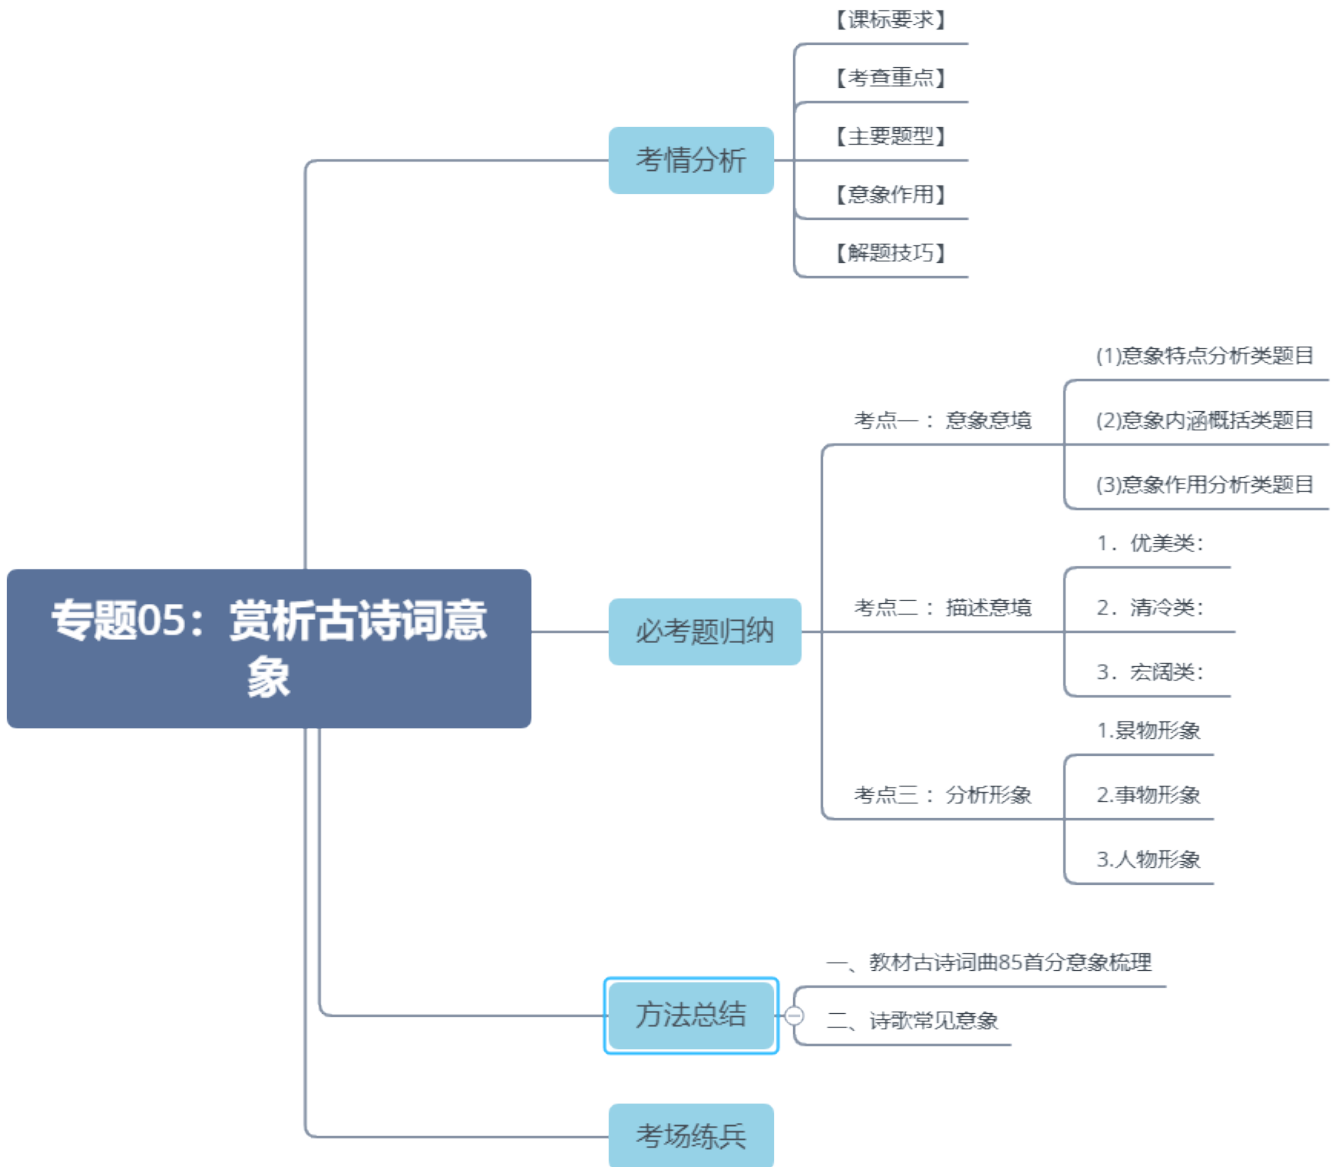 专题05：赏析古诗词意
象
考情分析
【课标要求】
【考查重点】
【主要题型】
【意象作用】
【解题技巧】
必考题归纳
考点一：意象意境
(1)意象特点分析类题目
(2)意象内涵概括类题目
(3)意象作用分析类题目
考点二：描述意境
1．优美类：
2．清冷类：
3．宏阔类：
考点三：分析形象
1.景物形象
2.事物形象
3.人物形象
方法总结
一、教材古诗词曲85首分意象梳理
二、诗歌常见意象
考场练兵